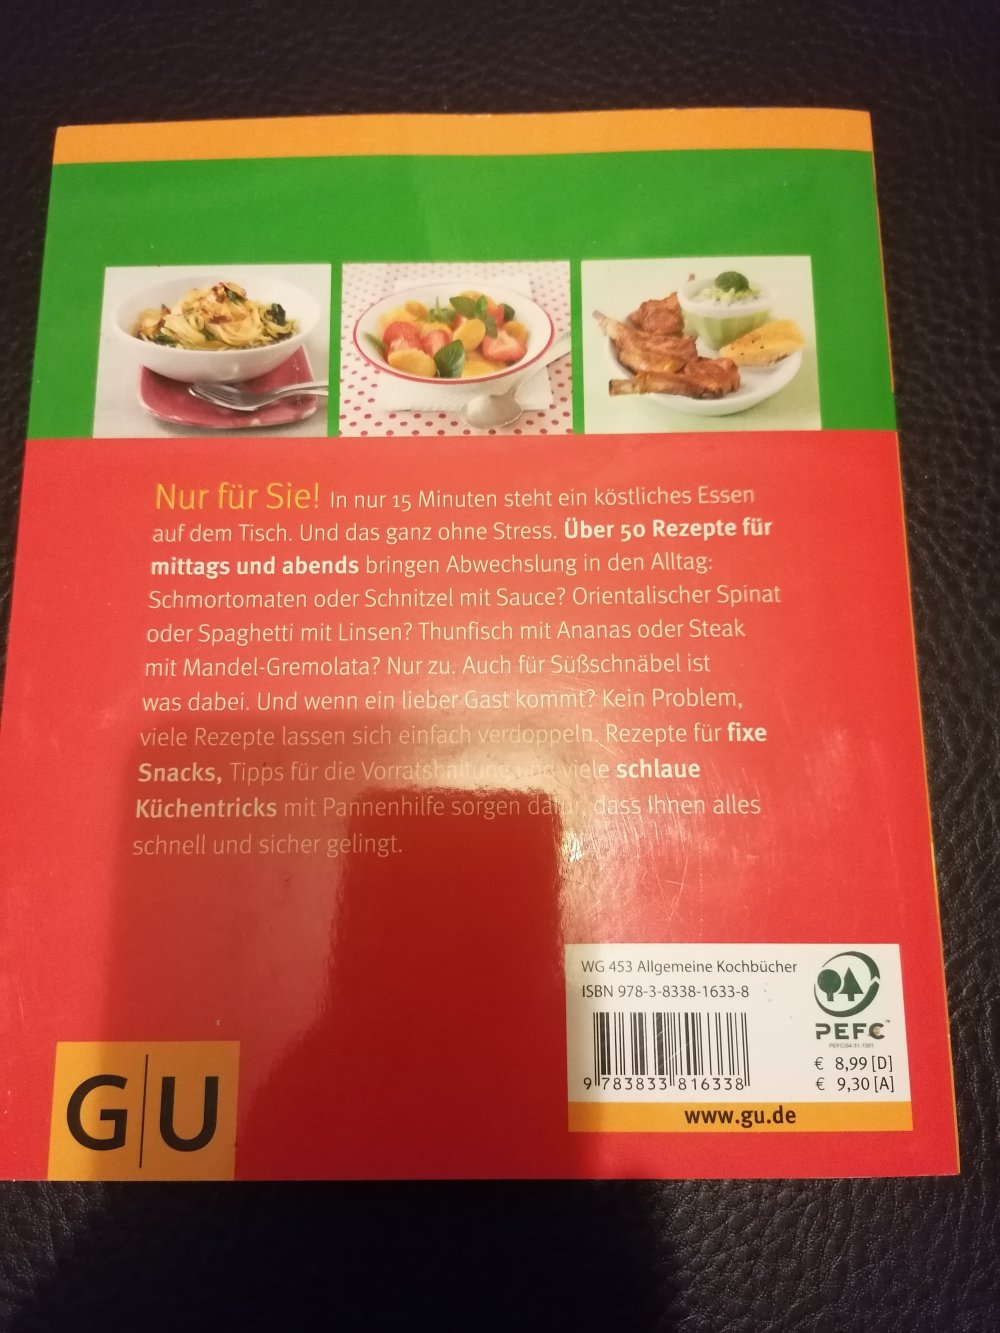 Nur für Sie! In nur 15 Minuten steht ein köstliches Essen
auf dem Tisch. Und das ganz ohne Stress. Über 50 Rezepte für
mittags und abends bringen Abwechslung in den Alltag:
Schmortomaten oder Schnitzel mit Sauce? Orientalischer Spinat
oder Spaghetti mit Linsen? Thunfisch mit Ananas oder Steak
mit Mandel-Gremolata? Nur zu. Auch für Süßschnäbel ist
was dabei. Und wenn ein lieber Gast kommt? Kein Problem,
viele Rezepte lassen sich einfach verdoppeln. Rezepte für fixe
Snacks, Tipps für die Vorratshaltung und viele schlaue
Küchentricks mit Pannenhilfe sorgen dafür, dass Ihnen alles
schnell und sicher gelingt.
WG 453 Allgemeine Kochbücher
ISBN 978-3-8338-1633-8
9 783833 816338
PEFC™
PEFC/04-31-1301
€ 8,99 [D]
€ 9,30 [A]
www.gu.de
G|U